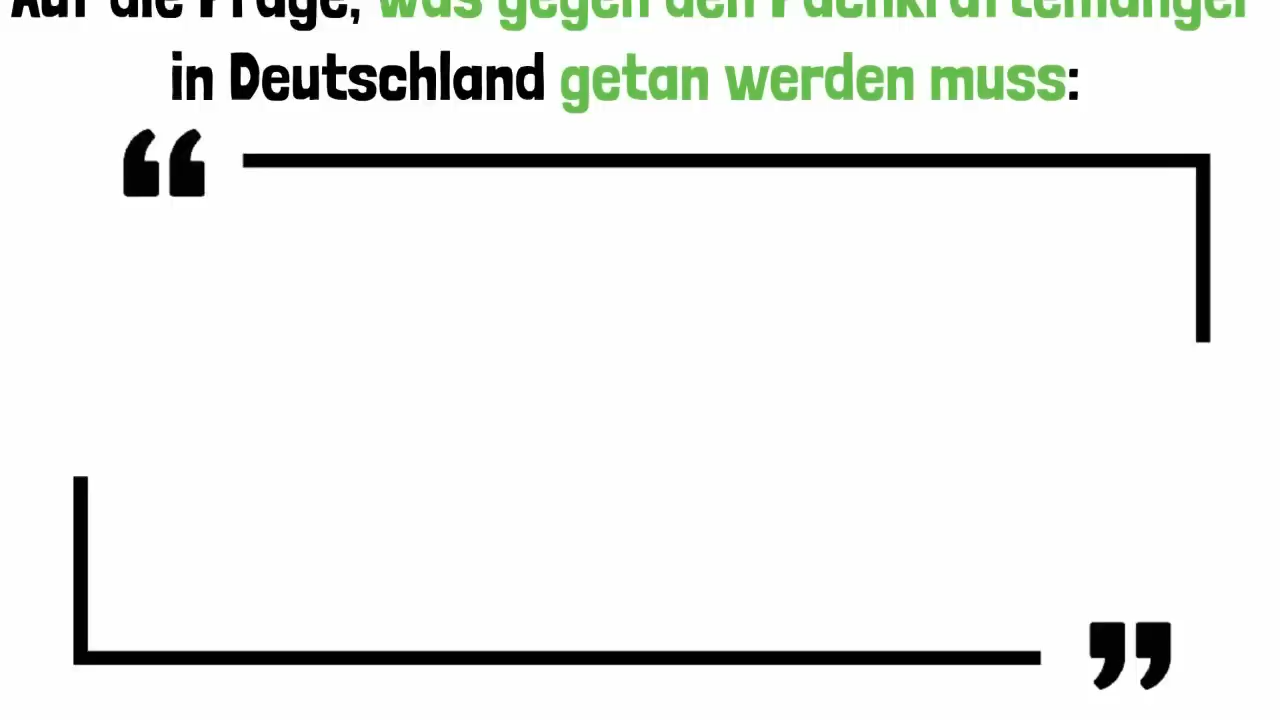 Auf die Frage, was gegen den Fachkräftemangel
in Deutschland getan werden muss:
“
”